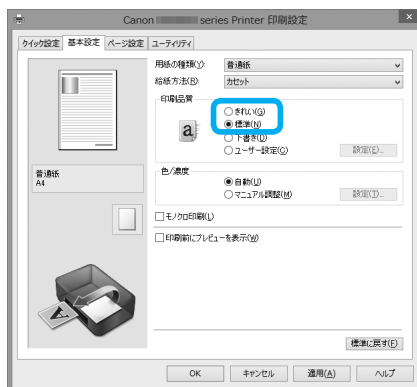 Canon series Printer 印刷設定
クイック設定 基本設定 ページ設定 ユーティリティ
用紙の種類(Y): 普通紙
給紙方法(R): カセット
印刷品質
きれい(G)
標準(N)
下書き(D)
ユーザー設定(C) 設定(E)...
a
普通紙
A4
色/濃度
自動(U)
マニュアル調整(M) 設定(T)...
モノクロ印刷(L)
印刷前にプレビューを表示(W)
A
標準に戻す(F)
OK キャンセル 適用(A) ヘルプ